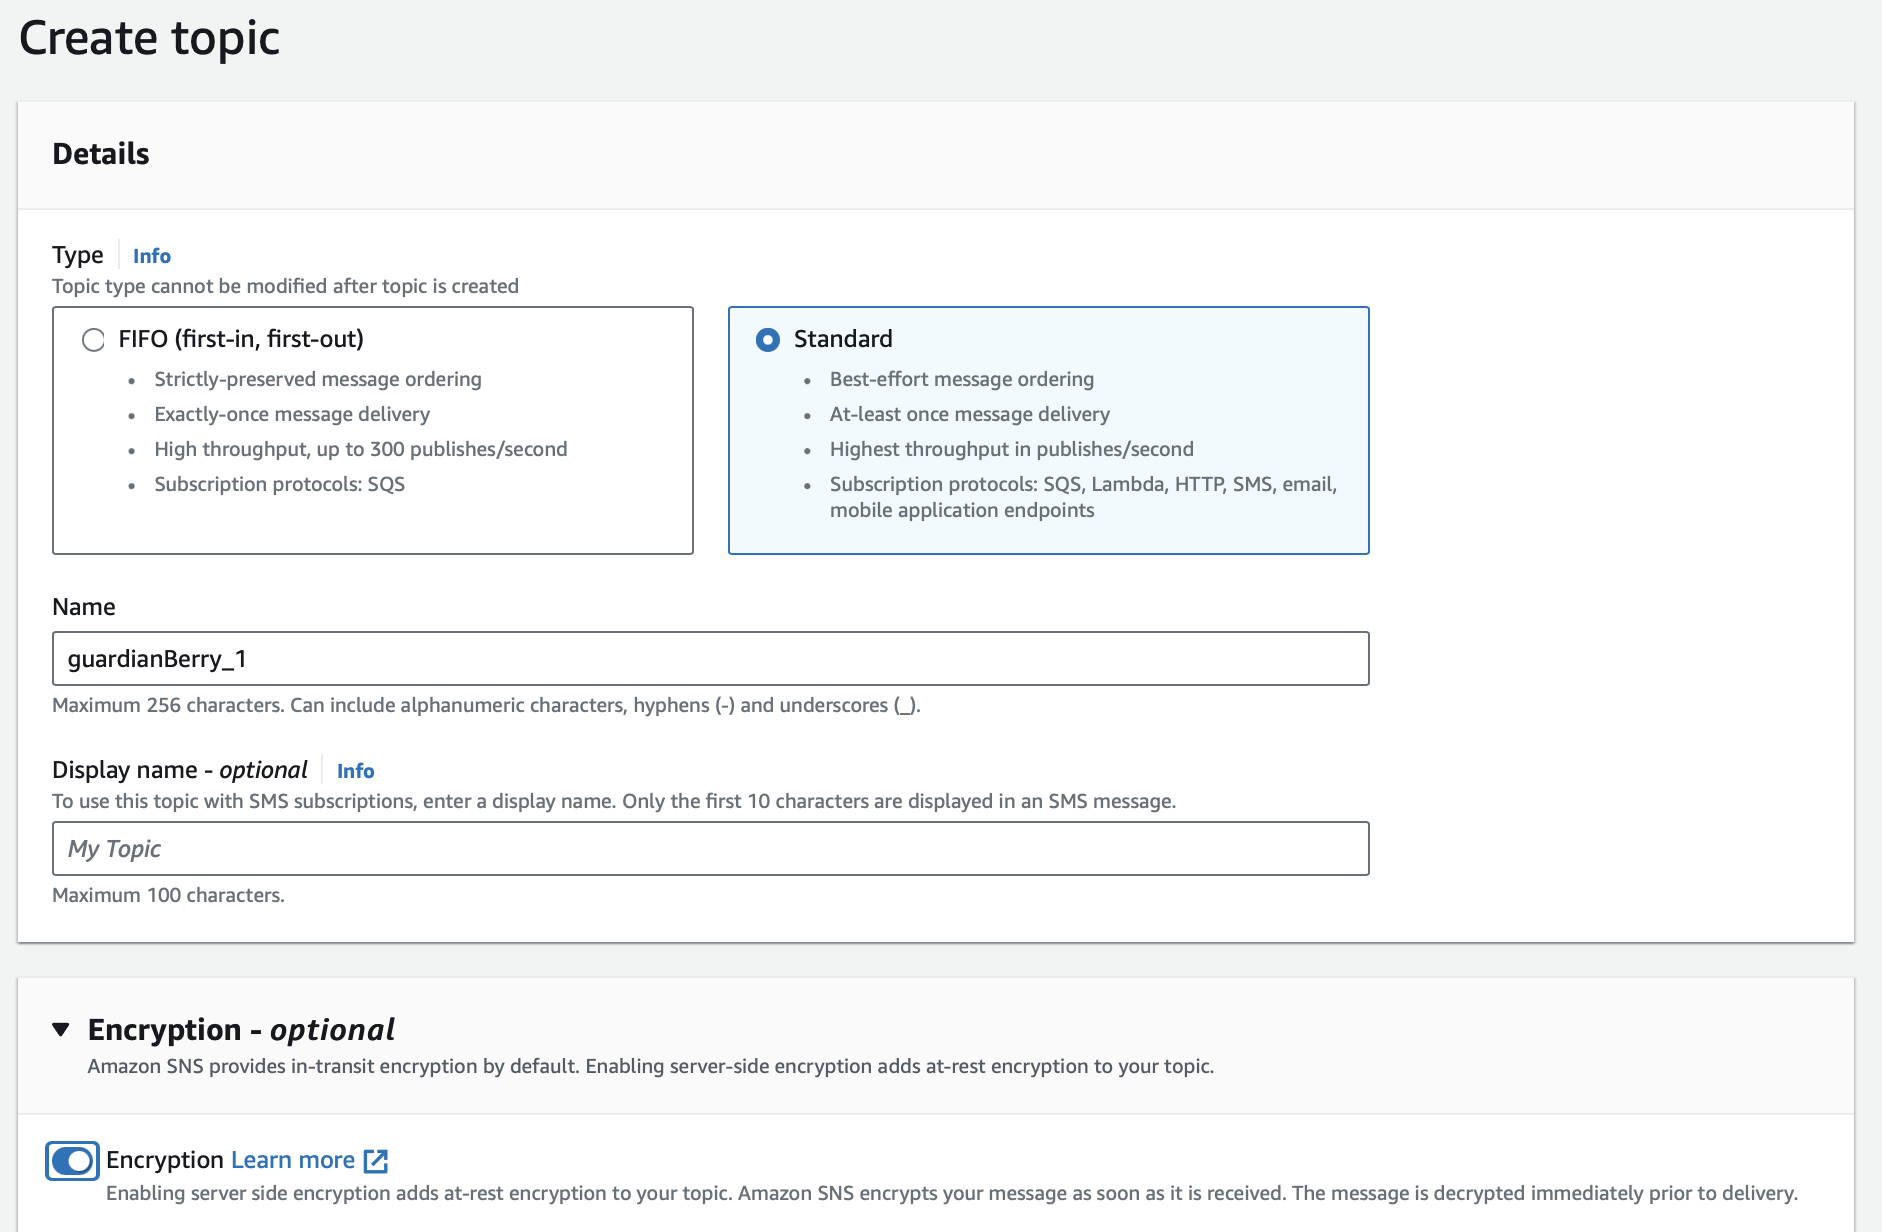 Create topic
Details
Type Info
Topic type cannot be modified after topic is created
FIFO (first-in, first-out)
• Strictly-preserved message ordering
• Exactly-once message delivery
• High throughput, up to 300 publishes/second
• Subscription protocols: SQS
Standard
• Best-effort message ordering
• At-least once message delivery
• Highest throughput in publishes/second
• Subscription protocols: SQS, Lambda, HTTP, SMS, email,
mobile application endpoints
Name
guardianBerry_1
Maximum 256 characters. Can include alphanumeric characters, hyphens (-) and underscores (_).
Display name - optional Info
To use this topic with SMS subscriptions, enter a display name. Only the first 10 characters are displayed in an SMS message.
My Topic
Maximum 100 characters.
Encryption - optional
Amazon SNS provides in-transit encryption by default. Enabling server-side encryption adds at-rest encryption to your topic.
Encryption Learn more
Enabling server side encryption adds at-rest encryption to your topic. Amazon SNS encrypts your message as soon as it is received. The message is decrypted immediately prior to delivery.